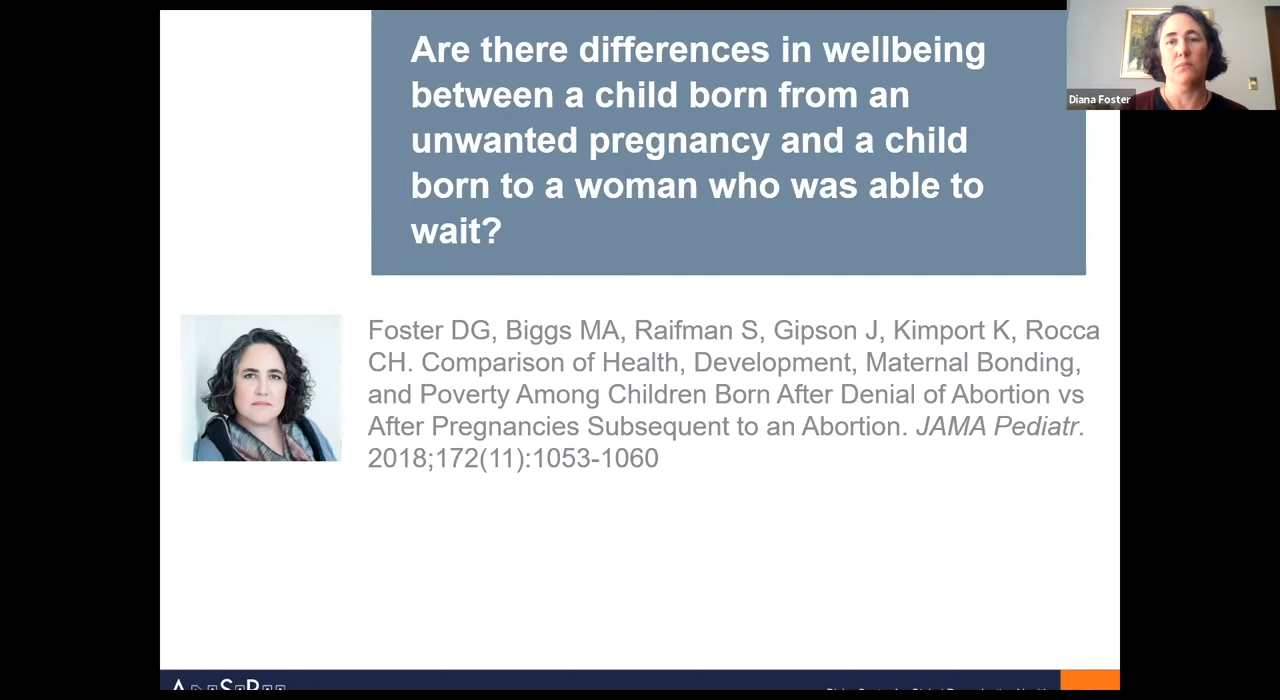 Are there differences in wellbeing
between a child born from an
unwanted pregnancy and a child
born to a woman who was able to
wait?
Diana Foster
Foster DG, Biggs MA, Raifman S, Gipson J, Kimport K, Rocca
CH. Comparison of Health, Development, Maternal Bonding,
and Poverty Among Children Born After Denial of Abortion vs
After Pregnancies Subsequent to an Abortion. JAMA Pediatr.
2018;172(11):1053-1060